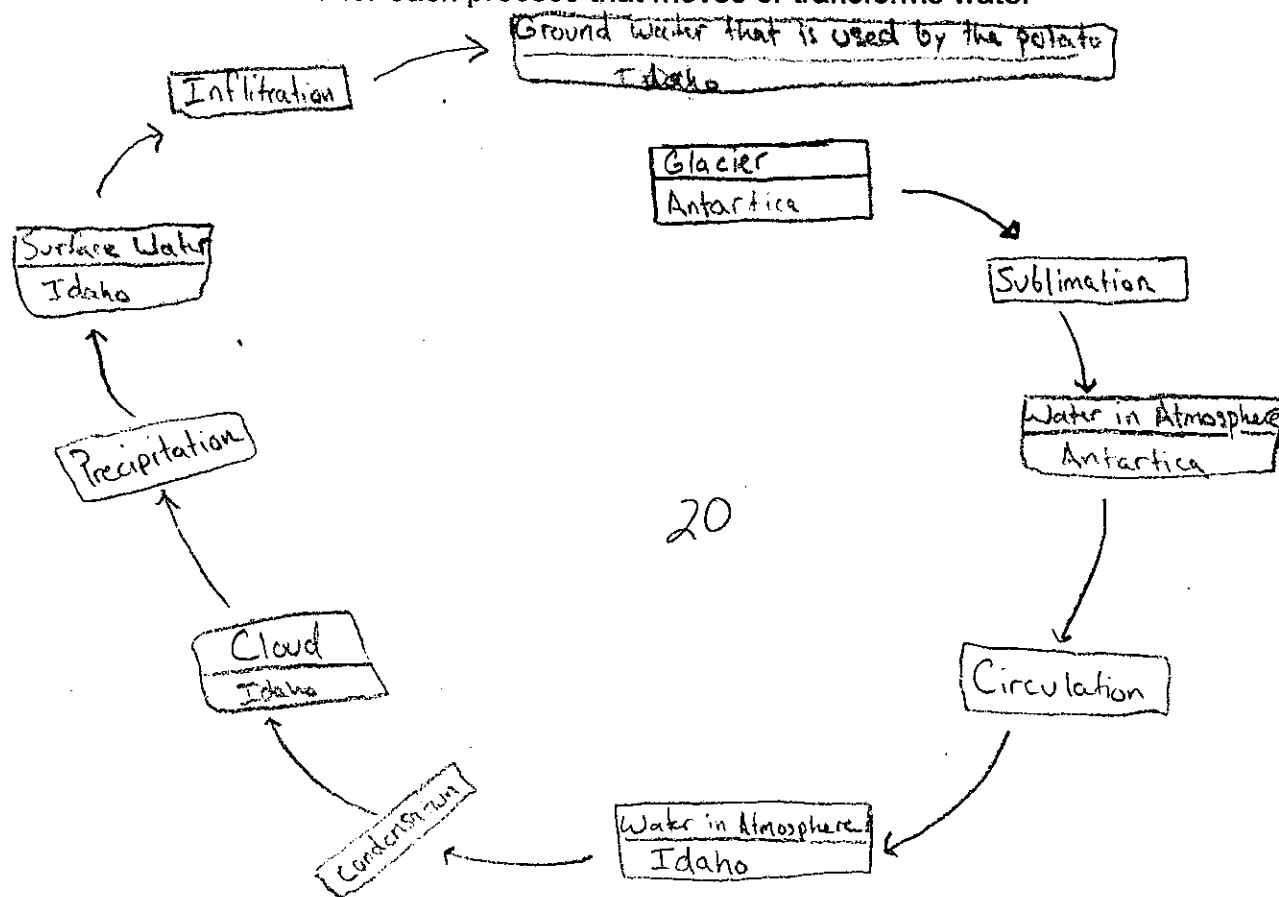 for each process that moves or transforms water
Ground Water that is used by the potato
Idaho
Glacier
Antartica
Sublimation
Water in Atmosphere
Antartica
Circulation
Water in Atmosphere
Idaho
Condensation
Cloud
Idaho
Precipitation
Surface Water
Idaho
Inflitration
20